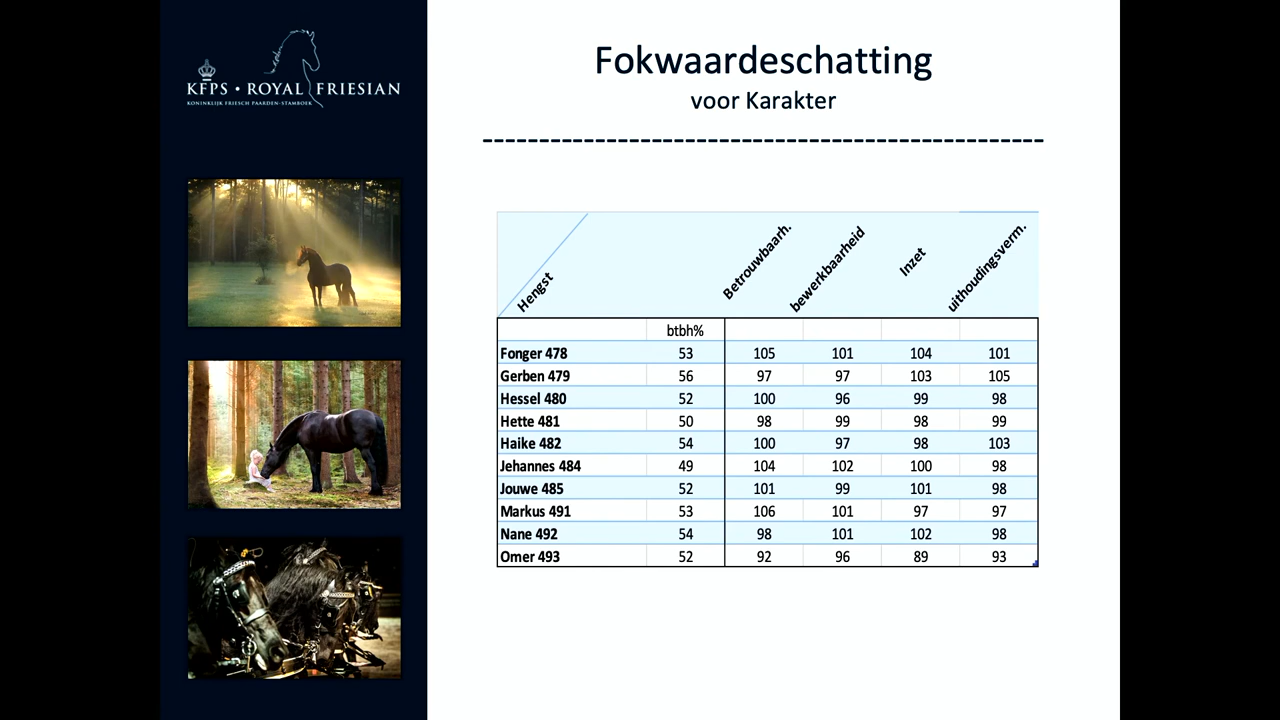 KFPS • ROYAL FRIESIAN
KONINKLIJK FRIESCH PAARDEN-STAMBOEK
Fokwaardeschatting
voor Karakter
Hengst Betrouwbaarh. bewerkbaarheid Inzet uithoudingsverm.
btbh%
Fonger 478 53 105 101 104 101
Gerben 479 56 97 97 103 105
Hessel 480 52 100 96 99 98
Hette 481 50 98 99 98 99
Haike 482 54 100 97 98 103
Jehannes 484 49 104 102 100 98
Jouwe 485 52 101 99 101 98
Markus 491 53 106 101 97 97
Nane 492 54 98 101 102 98
Omer 493 52 92 96 89 93